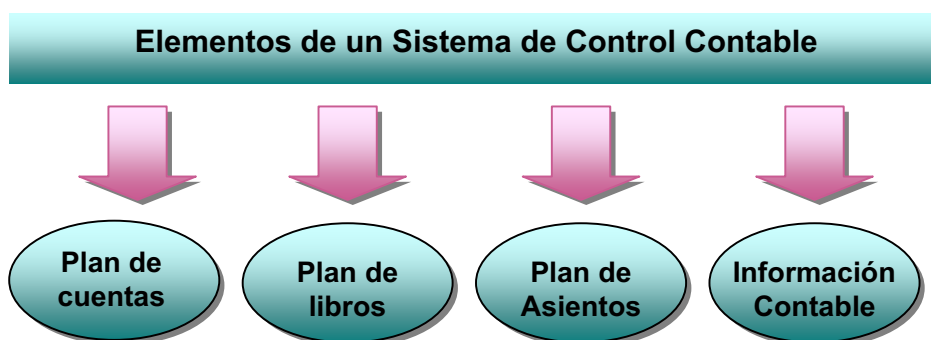 Elementos de un Sistema de Control Contable
Plan de
cuentas
Plan de
libros
Plan de
Asientos
Información
Contable